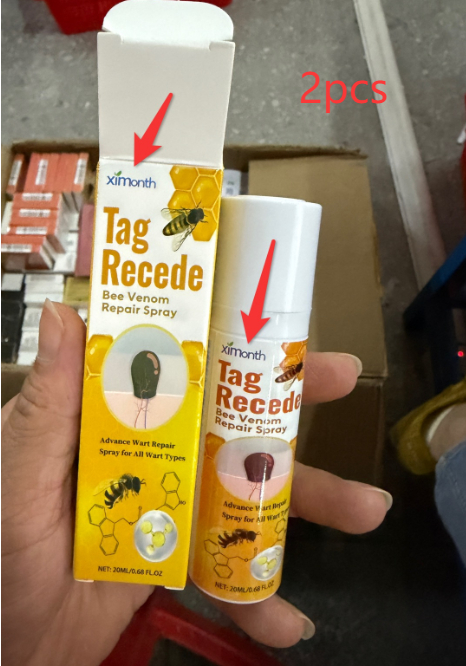 2pcs
ximonth
Tag
Recede
Bee Venom
Repair Spray
Advance Wart Repair
Spray for All Wart Types
NET: 20ML/0.68 FL.OZ
ximonth
Tag
Recede
Bee Venom
Repair Spray
Advance Wart Repair
Spray for All Wart Types
NET: 20ML/0.68 FL.OZ